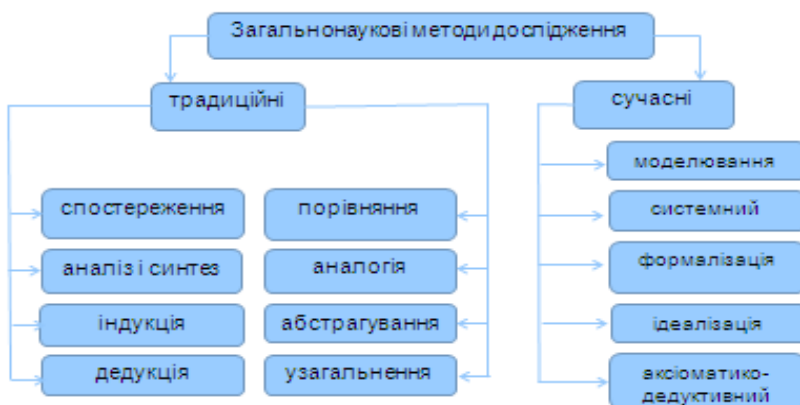 Загальнонаукові методи дослідження
традиційні
сучасні
спостереження
аналіз і синтез
індукція
дедукція
порівняння
аналогія
абстрагування
узагальнення
моделювання
системний
формалізація
ідеалізація
аксіоматико-
дедуктивний